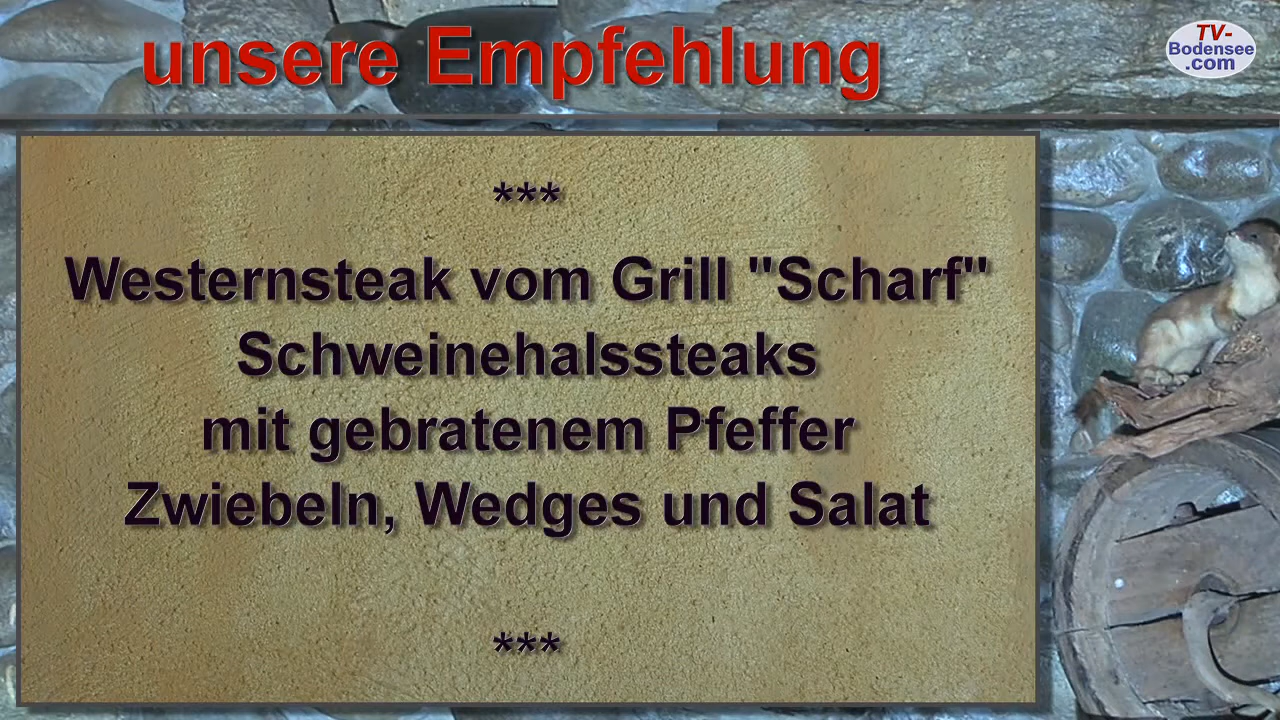 unsere Empfehlung
TV-
Bodensee
.com
***
Westernsteak vom Grill "Scharf"
Schweinehalssteaks
mit gebratenem Pfeffer
Zwiebeln, Wedges und Salat
***